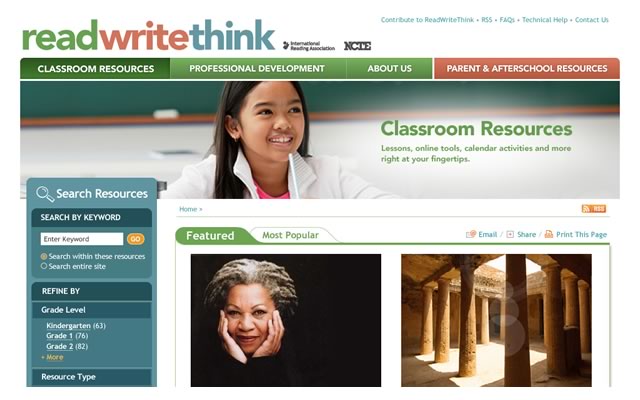 Contribute to ReadWriteThink • RSS • FAQs • Technical Help • Contact Us
readwritethink
International Reading Association
NCTE
CLASSROOM RESOURCES
PROFESSIONAL DEVELOPMENT
ABOUT US
PARENT & AFTERSCHOOL RESOURCES
Classroom Resources
Lessons, online tools, calendar activities and more
right at your fingertips.
Search Resources
SEARCH BY KEYWORD
Enter Keyword
GO
Search within these resources
Search entire site
REFINE BY
Grade Level
Kindergarten (63)
Grade 1 (76)
Grade 2 (82)
+ More
Resource Type
Home >
RSS
Featured
Most Popular
Email / Share / Print This Page